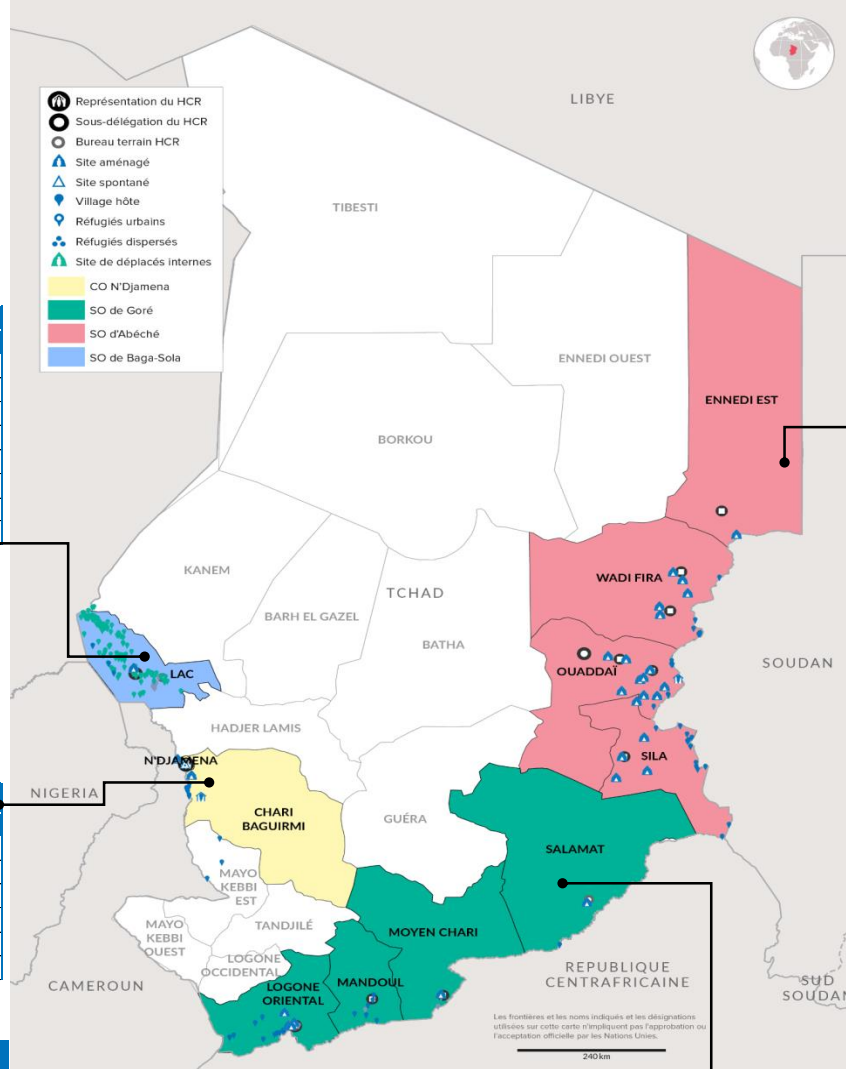 LIBYE
Représentation du HCR
Sous-délégation du HCR
Bureau terrain HCR
Site aménagé
Site spontané
Village hôte
Réfugiés urbains
Réfugiés dispersés
Site de déplacés internes
CO N'Djamena
SO de Goré
SO d'Abéché
SO de Baga-Sola
TIBESTI
ENNEDI OUEST
ENNEDI EST
BORKOU
KANEM
TCHAD
WADI FIRA
BARH EL GAZEL
BATHA
LAC
OUADDAÏ
SOUDAN
HADJER LAMIS
N'DJAMENA
SILA
NIGERIA
CHARI
BAGUIRMI
GUÉRA
SALAMAT
MAYO
KEBBI
EST
MAYO
KEBBI
OUEST
TANDJILÉ
MOYEN CHARI
LOGONE
OCCIDENTAL
MANDOUL
LOGONE
ORIENTAL
CAMEROUN
REPUBLIQUE
CENTRAFRICAINE
SUD
SOUDAN
Les frontières et les noms indiqués et les désignations
utilisées sur cette carte n'impliquent pas l'approbation ou
l'acceptation officielle par les Nations Unies.
240km